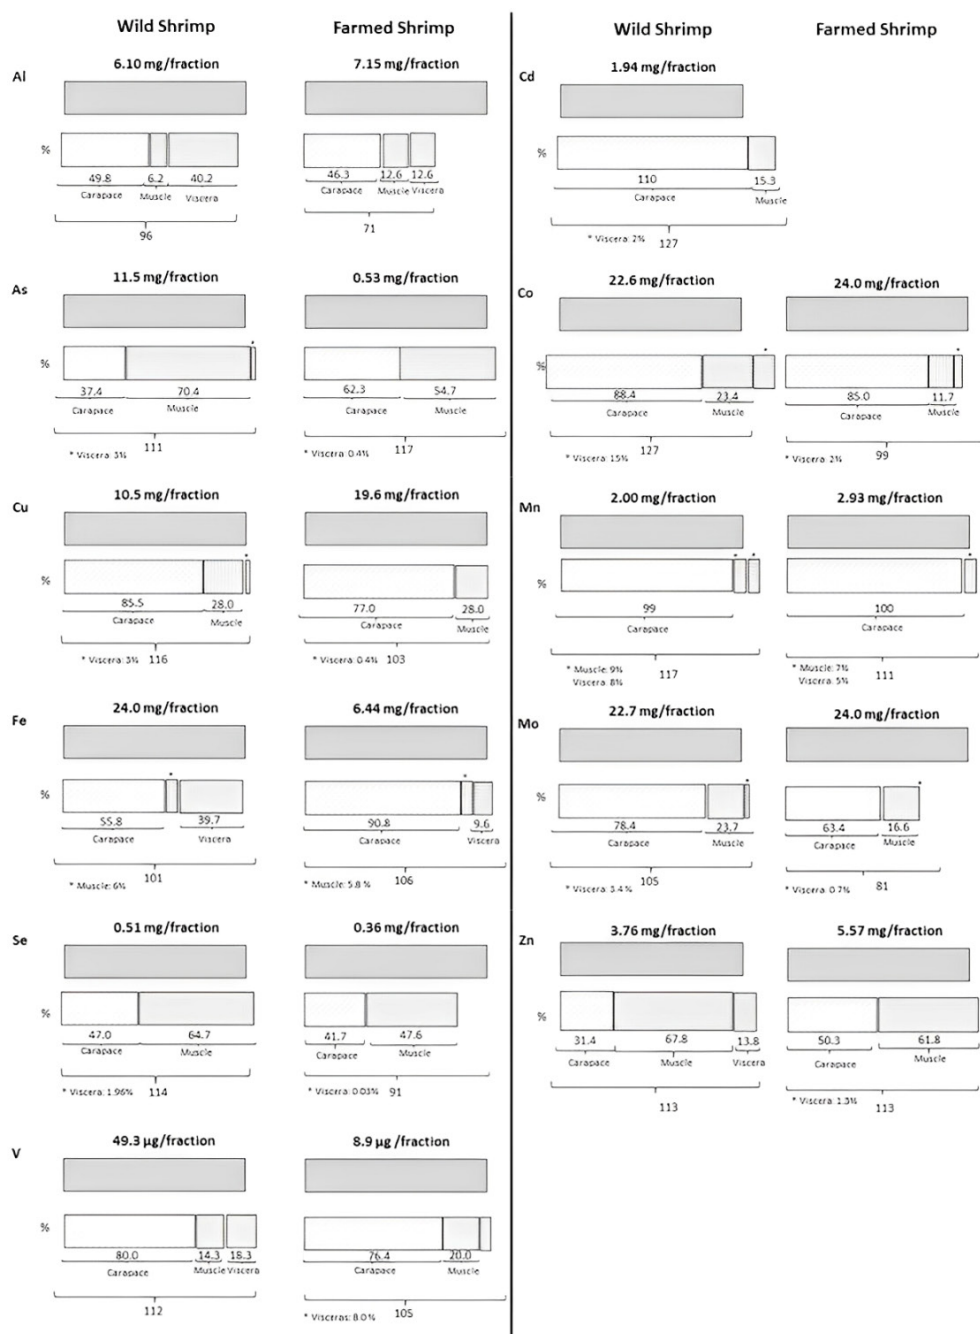 Wild Shrimp
Farmed Shrimp
Al
6.10 mg/fraction
7.15 mg/fraction
%
49.8 6.2 40.2
Carapace Muscle Viscera
96
46.3 12.6 12.6
Carapace Muscle Viscera
71
As
11.5 mg/fraction
0.53 mg/fraction
%
*
37.4 70.4
Carapace Muscle
* Viscera: 3% 111
62.3 54.7
Carapace Muscle
* Viscera: 0.4% 117
Cu
10.5 mg/fraction
19.6 mg/fraction
%
*
85.5 28.0
Carapace Muscle
* Viscera: 3% 116
77.0 28.0
Carapace Muscle
* Viscera: 0.4% 103
Fe
24.0 mg/fraction
6.44 mg/fraction
%
*
55.8 39.7
Carapace Viscera
101
* Muscle: 6%
*
90.8 9.6
Carapace Viscera
106
* Muscle: 5.8 %
Se
0.51 mg/fraction
0.36 mg/fraction
%
47.0 64.7
Carapace Muscle
* Viscera: 1.96% 114
41.7 47.6
Carapace Muscle
* Viscera: 0.03% 91
V
49.3 µg/fraction
8.9 µg /fraction
%
80.0 14.3 18.3
Carapace Muscle Viscera
112
76.4 20.0
Carapace Muscle
* Visceras: 8.0% 105
Wild Shrimp
Farmed Shrimp
Cd
1.94 mg/fraction
%
110 15.3
Carapace Muscle
* Viscera: 2% 127
Co
22.6 mg/fraction
24.0 mg/fraction
%
*
88.4 23.4
Carapace Muscle
127
* Viscera: 15%
*
85.0 11.7
Carapace Muscle
* Viscera: 2% 99
Mn
2.00 mg/fraction
2.93 mg/fraction
%
* *
99
Carapace
* Muscle: 9% 117
Viscera: 8%
*
100
Carapace
* Muscle: 7% 111
Viscera: 5%
Mo
22.7 mg/fraction
24.0 mg/fraction
%
*
78.4 23.7
Carapace Muscle
105
* Viscera: 3.4%
*
63.4 16.6
Carapace Muscle
* Viscera: 0.7% 81
Zn
3.76 mg/fraction
5.57 mg/fraction
%
31.4 67.8 13.8
Carapace Muscle Viscera
113
50.3 61.8
Carapace Muscle
* Viscera: 1.3% 113